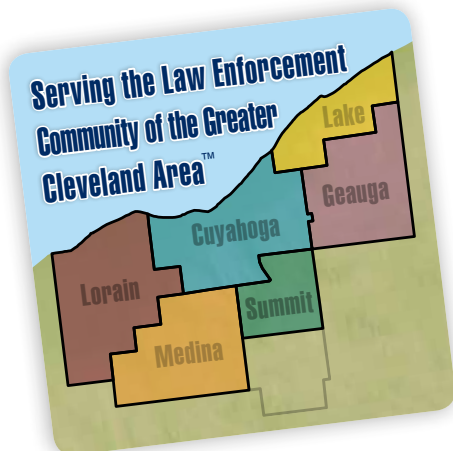 Serving the Law Enforcement
Community of the Greater
Cleveland Area™
Lake
Geauga
Cuyahoga
Lorain
Summit
Medina